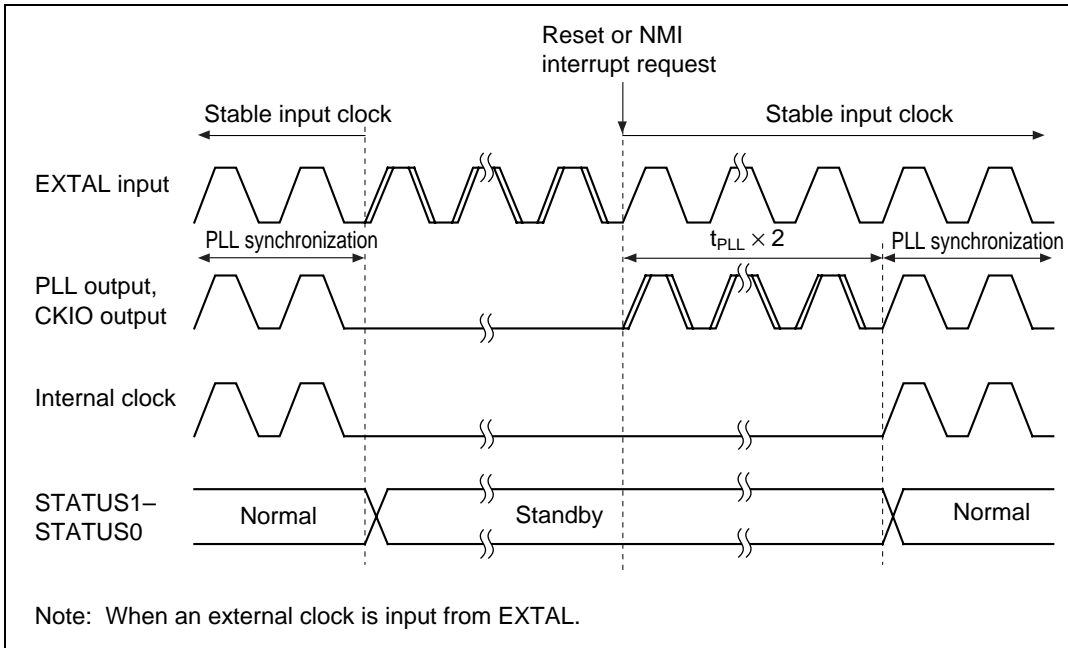 Reset or NMI
interrupt request
Stable input clock
Stable input clock
EXTAL input
PLL synchronization
tPLL × 2
PLL synchronization
PLL output,
CKIO output
Internal clock
STATUS1–
STATUS0
Normal
Standby
Normal
Note: When an external clock is input from EXTAL.